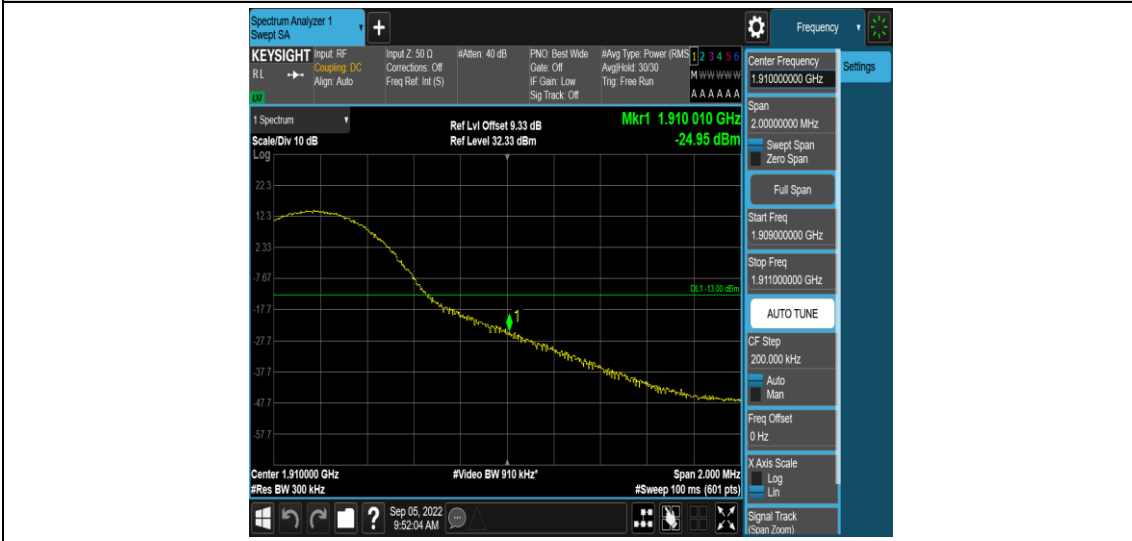 Spectrum Analyzer 1
Swept SA
+
Frequency
KEYSIGHT
RL
LXI
Input: RF
Coupling: DC
Align: Auto
Input Z: 50 Ω
Corrections: Off
Freq Ref: Int (S)
#Atten: 40 dB
PNO: Best Wide
Gate: Off
IF Gain: Low
Sig Track: Off
#Avg Type: Power (RMS
Avg|Hold: 30/30
Trig: Free Run
1 2 3 4 5 6
M W W W W W
A A A A A A
1 Spectrum
Scale/Div 10 dB
Log
Ref Lvl Offset 9.33 dB
Ref Level 32.33 dBm
Mkr1 1.910 010 GHz
-24.95 dBm
22.3
12.3
2.33
-7.67
-17.7
-27.7
-37.7
-47.7
-57.7
DL1 -13.00 dBm
1
Center 1.910000 GHz
#Res BW 300 kHz
#Video BW 910 kHz*
Span 2.000 MHz
#Sweep 100 ms (601 pts)
Center Frequency
1.910000000 GHz
Settings
Span
2.00000000 MHz
Swept Span
Zero Span
Full Span
Start Freq
1.909000000 GHz
Stop Freq
1.911000000 GHz
AUTO TUNE
CF Step
200.000 kHz
Auto
Man
Freq Offset
0 Hz
X Axis Scale
Log
Lin
Signal Track
(Span Zoom)
?
Sep 05, 2022
9:52:04 AM